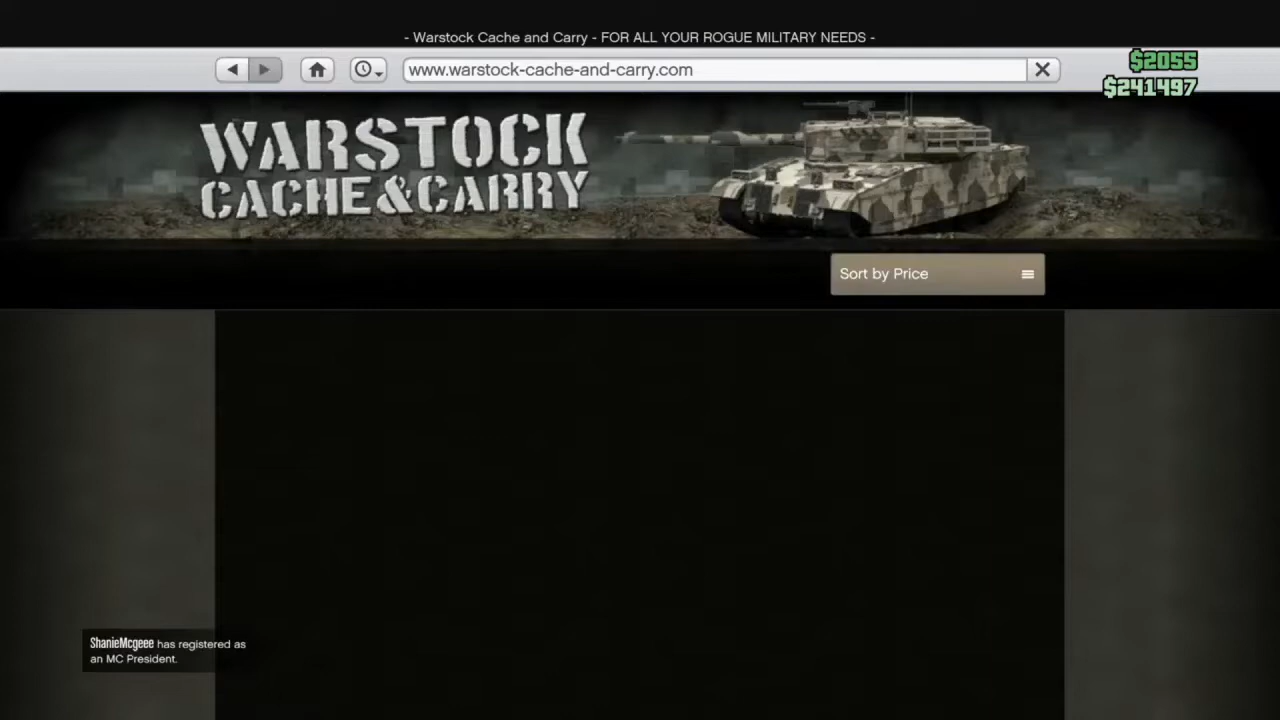 - Warstock Cache and Carry - FOR ALL YOUR ROGUE MILITARY NEEDS -
www.warstock-cache-and-carry.com
$2055
$241497
WARSTOCK
CACHE&CARRY
Sort by Price
ShanieMcgeee has registered as
an MC President.